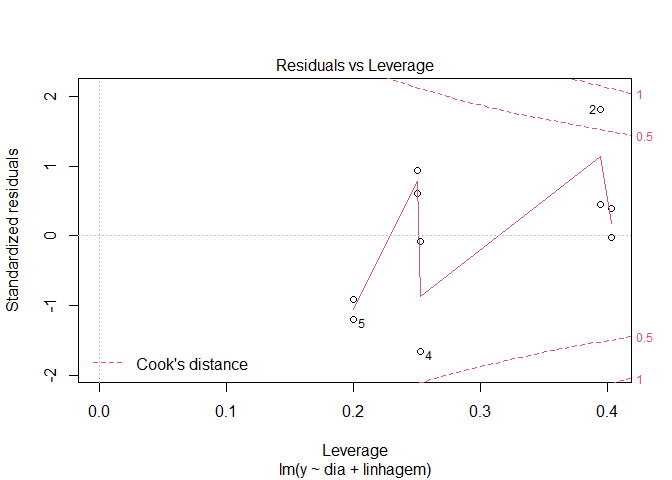 Residuals vs Leverage
Standardized residuals
2
1
0
-1
-2
1
0.5
0.5
1
2
5
4
Cook's distance
0.0 0.1 0.2 0.3 0.4
Leverage
lm(y ~ dia + linhagem)